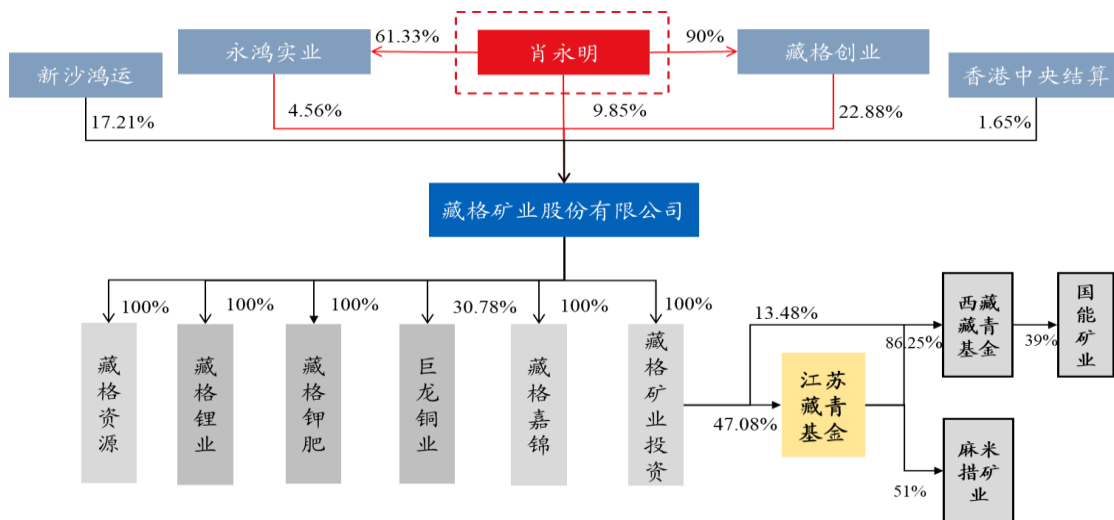 61.33%
90%
永鸿实业
肖永明
藏格创业
新沙鸿运
香港中央结算
17.21%
4.56%
9.85%
22.88%
1.65%
藏格矿业股份有限公司
100%
100%
100%
30.78%
100%
100%
藏格资源
藏格锂业
藏格钾肥
巨龙铜业
藏格嘉锦
藏格矿业投资
13.48%
47.08%
江苏
藏青
基金
86.25%
西藏
藏青
基金
39%
国能矿业
51%
麻米
措矿
业